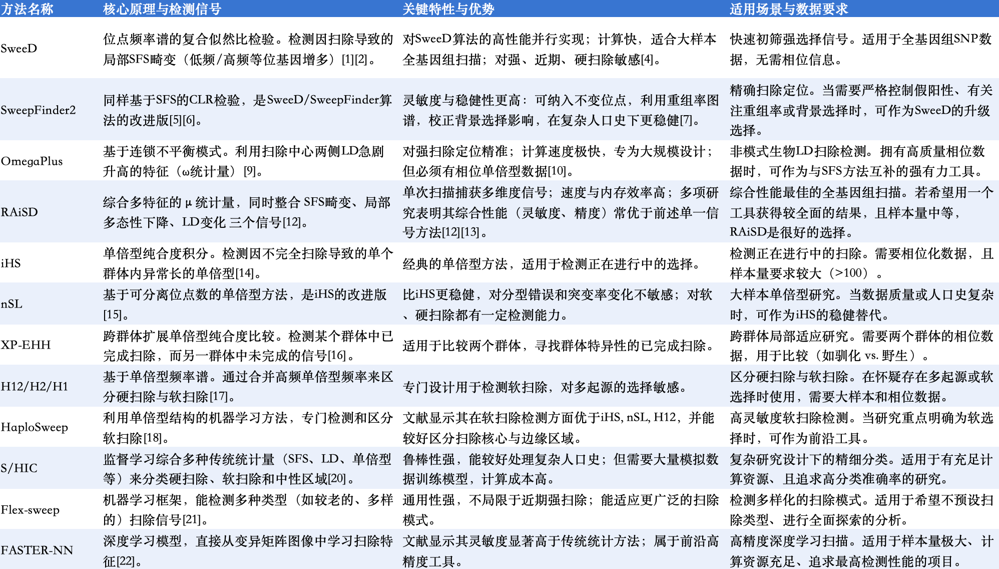 方法名称
核心原理与检测信号
关键特性与优势
适用场景与数据要求
SweeD
位点频率谱的复合似然比检验。检测因扫除导致的
局部SFS畸变（低频/高频等位基因增多）[1][2]。
对SweeD算法的高性能并行实现；计算快，适合大样本
全基因组扫描；对强、近期、硬扫除敏感[4]。
快速初筛强选择信号。适用于全基因组SNP数
据，无需相位信息。
SweepFinder2
同样基于SFS的CLR检验，是SweeD/SweepFinder算
法的改进版[5][6]。
灵敏度与稳健性更高：可纳入不变位点，利用重组率图
谱，校正背景选择影响，在复杂人口史下更稳健[7]。
精确扫除定位。当需要严格控制假阳性、有关
注重组率或背景选择时，可作为SweeD的升级
选择。
OmegaPlus
基于连锁不平衡模式。利用扫除中心两侧LD急剧
升高的特征（ω统计量）[9]。
对强扫除定位精准；计算速度极快，专为大规模设计；
但必须有相位单倍型数据[10]。
非模式生物LD扫除检测。拥有高质量相位数
据时，可作为与SFS方法互补的强有力工具。
RAiSD
综合多特征的 μ 统计量，同时整合 SFS畸变、局部
多态性下降、LD变化 三个信号[12]。
单次扫描捕获多维度信号；速度与内存效率高；多项研
究表明其综合性能（灵敏度、精度）常优于前述单一信
号方法[12][13]。
综合性能最佳的全基因组扫描。若希望用一个
工具获得较全面的结果，且样本量中等，
RAiSD是很好的选择。
iHS
单倍型纯合度积分。检测因不完全扫除导致的单个
群体内异常长的单倍型[14]。
经典的单倍型方法，适用于检测正在进行中的选择。
检测正在进行中的扫除。需要相位化数据，且
样本量要求较大（>100）。
nSL
基于可分离位点数的单倍型方法，是iHS的改进版
[15]。
比iHS更稳健，对分型错误和突变率变化不敏感；对软
、硬扫除都有一定检测能力。
大样本单倍型研究。当数据质量或人口史复杂
时，可作为iHS的稳健替代。
XP-EHH
跨群体扩展单倍型纯合度比较。检测某个群体中已
完成扫除，而另一群体中未完成的信号[16]。
适用于比较两个群体，寻找群体特异性的已完成扫除。
跨群体局部适应研究。需要两个群体的相位数
据，用于比较（如驯化 vs. 野生）。
H12/H2/H1
基于单倍型频率谱。通过合并高频单倍型频率来区
分硬扫除与软扫除[17]。
专门设计用于检测软扫除，对多起源的选择敏感。
区分硬扫除与软扫除。在怀疑存在多起源或软
选择时使用，需要大样本和相位数据。
HaploSweep
利用单倍型结构的机器学习方法，专门检测和区分
软扫除[18]。
文献显示其在软扫除检测方面优于iHS, nSL, H12，并能
较好区分扫除核心与边缘区域。
高灵敏度软扫除检测。当研究重点明确为软选
择时，可作为前沿工具。
S/HIC
监督学习综合多种传统统计量（SFS、LD、单倍型
等）来分类硬扫除、软扫除和中性区域[20]。
鲁棒性强，能较好处理复杂人口史；但需要大量模拟数
据训练模型，计算成本高。
复杂研究设计下的精细分类。适用于有充足计
算资源、且追求高分类准确率的研究。
Flex-sweep
机器学习框架，能检测多种类型（如较老的、多样
的）扫除信号[21]。
通用性强，不局限于近期强扫除；能适应更广泛的扫除
模式。
检测多样化的扫除模式。适用于希望不预设扫
除类型、进行全面探索的分析。
FASTER-NN
深度学习模型，直接从变异矩阵图像中学习扫除特
征[22]。
文献显示其灵敏度显著高于传统统计方法；属于前沿高
精度工具。
高精度深度学习扫描。适用于样本量极大、计
算资源充足、追求最高检测性能的项目。